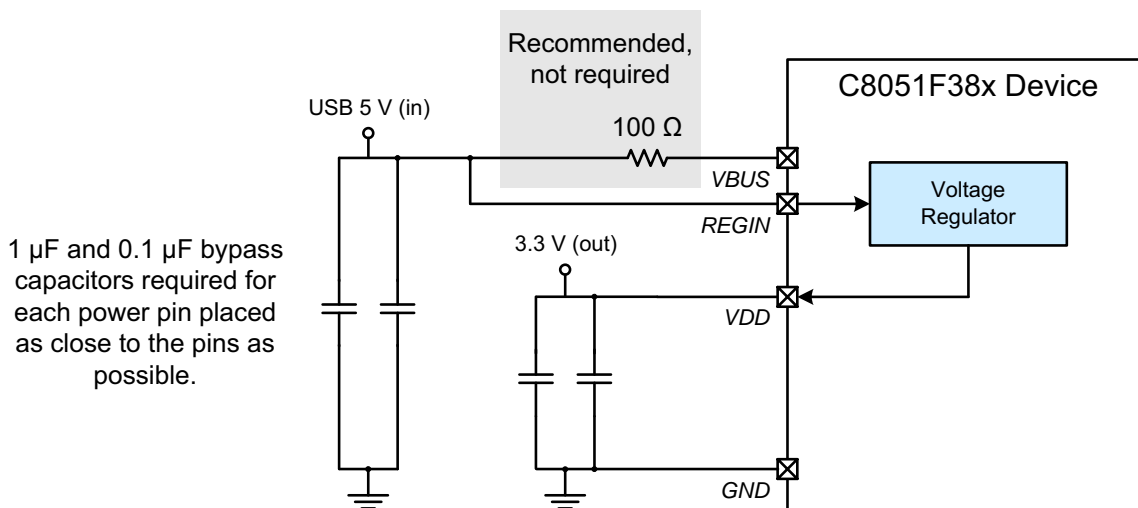 Recommended,
not required
C8051F38x Device
USB 5 V (in)
100 Ω
VBUS
Voltage
Regulator
REGIN
3.3 V (out)
1 µF and 0.1 µF bypass
capacitors required for
each power pin placed
as close to the pins as
possible.
VDD
GND